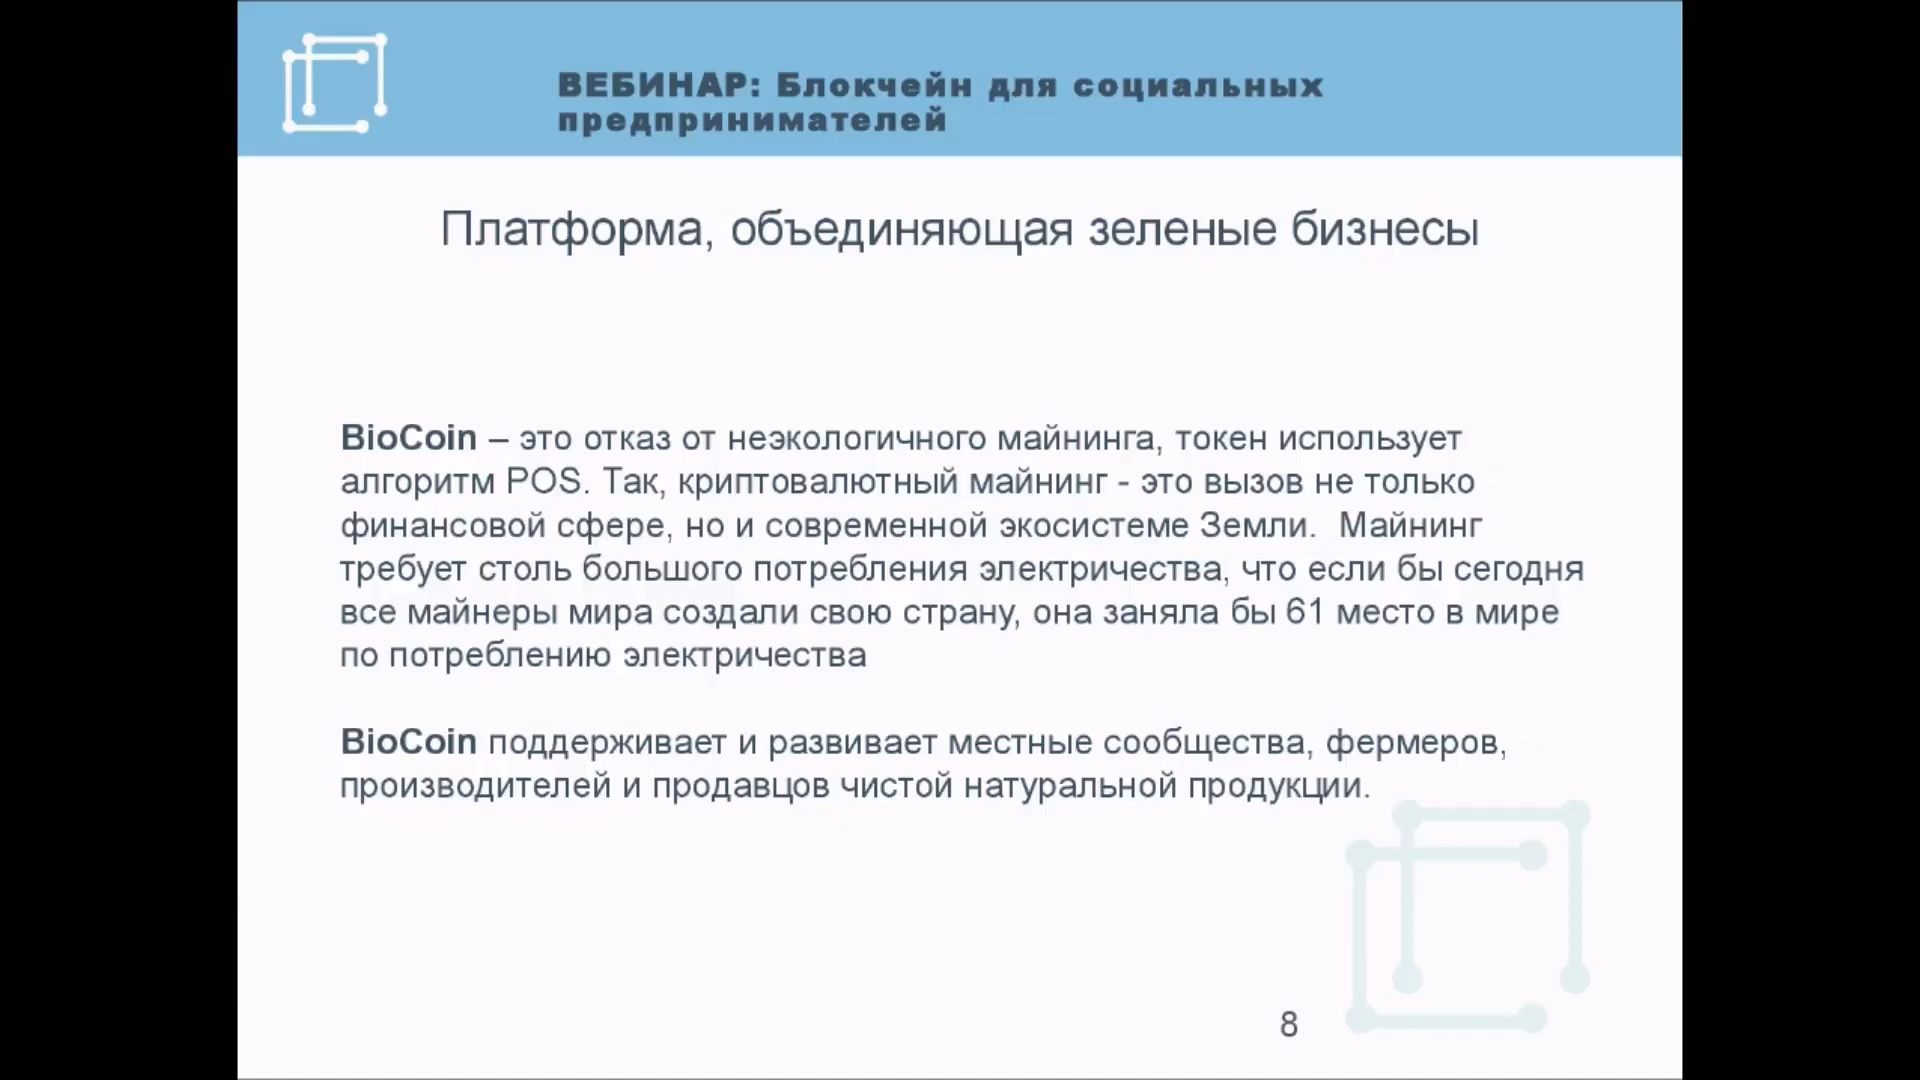 ВЕБИНАР: Блокчейн для социальных
предпринимателей
Платформа, объединяющая зеленые бизнесы
BioCoin – это отказ от неэкологичного майнинга, токен использует
алгоритм POS. Так, криптовалютный майнинг - это вызов не только
финансовой сфере, но и современной экосистеме Земли.  Майнинг
требует столь большого потребления электричества, что если бы сегодня
все майнеры мира создали свою страну, она заняла бы 61 место в мире
по потреблению электричества
BioCoin поддерживает и развивает местные сообщества, фермеров,
производителей и продавцов чистой натуральной продукции.
8